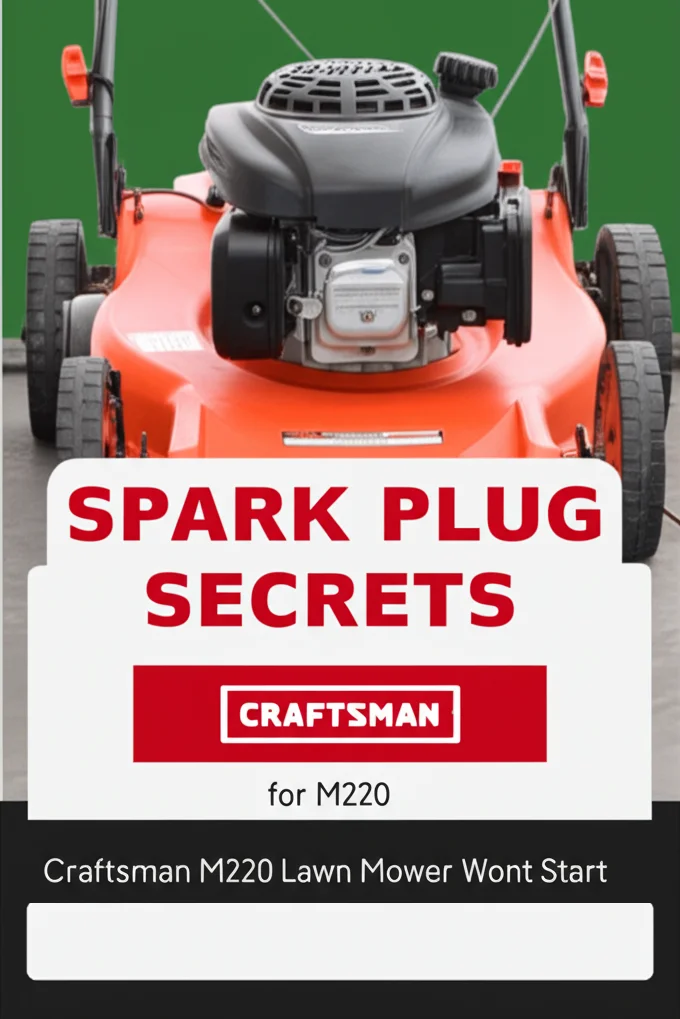 SPARK PLUG
SECRETS
CRAFTSMAN
for M220
Craftsman M220 Lawn Mower Wont Start